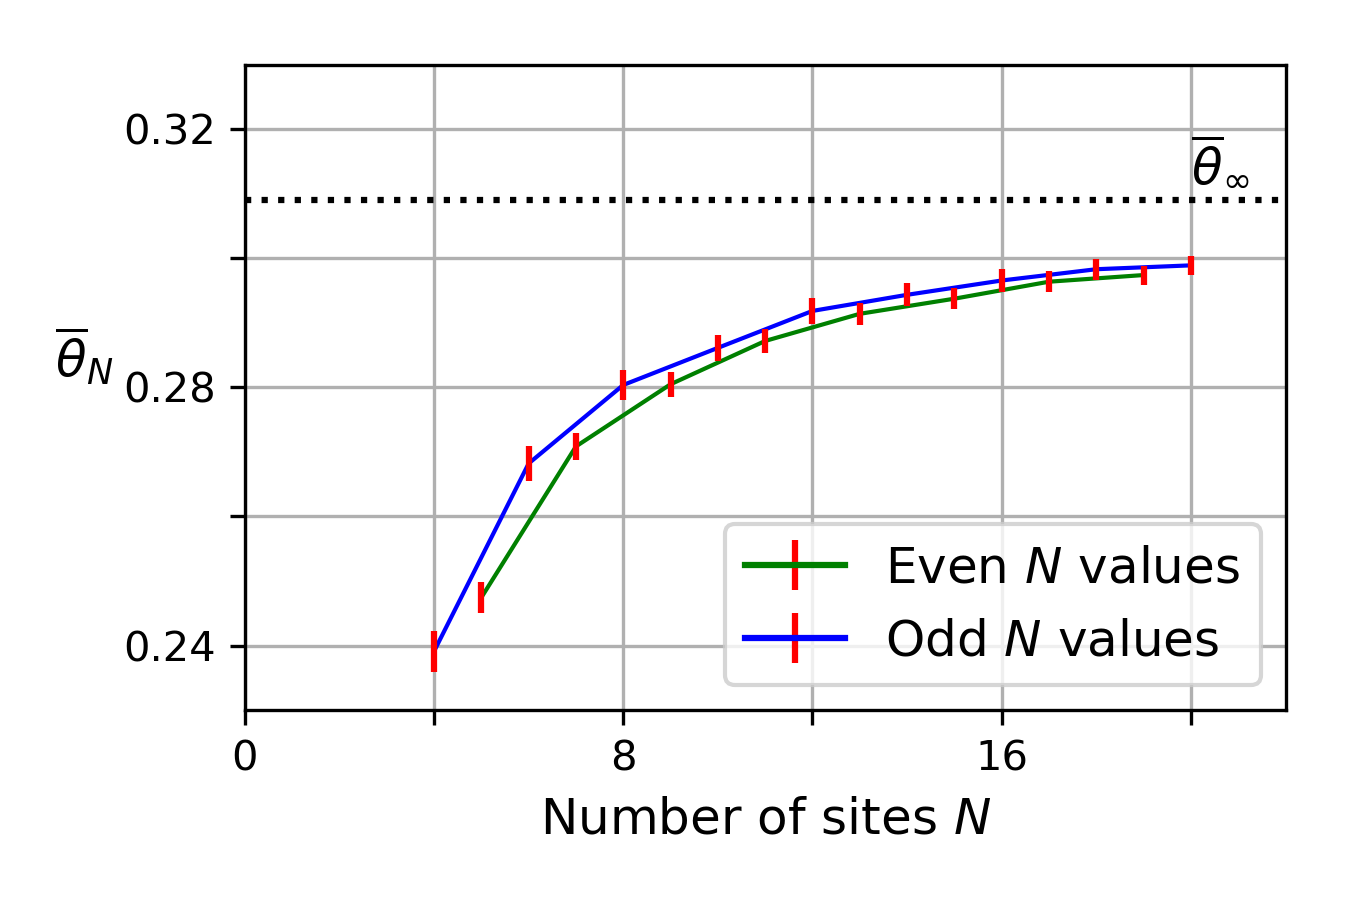 0.32
θ̅∞
θ̅N
0.28
Even N values
Odd N values
0.24
0 8 16
Number of sites N